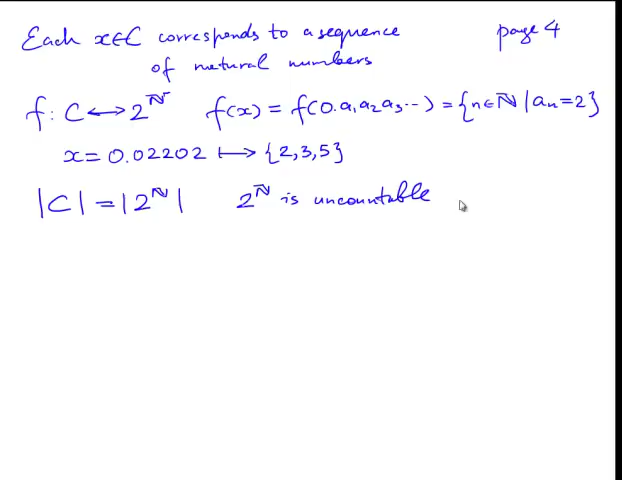 Each x∈C corresponds to a sequence page 4
of natural numbers
f: C ⟷ 2^ℕ f(x) = f(0.a₁a₂a₃...) = {n∈ℕ | aₙ=2}
x = 0.02202 ⟼ {2,3,5}
|C| = |2^ℕ| 2^ℕ is uncountable